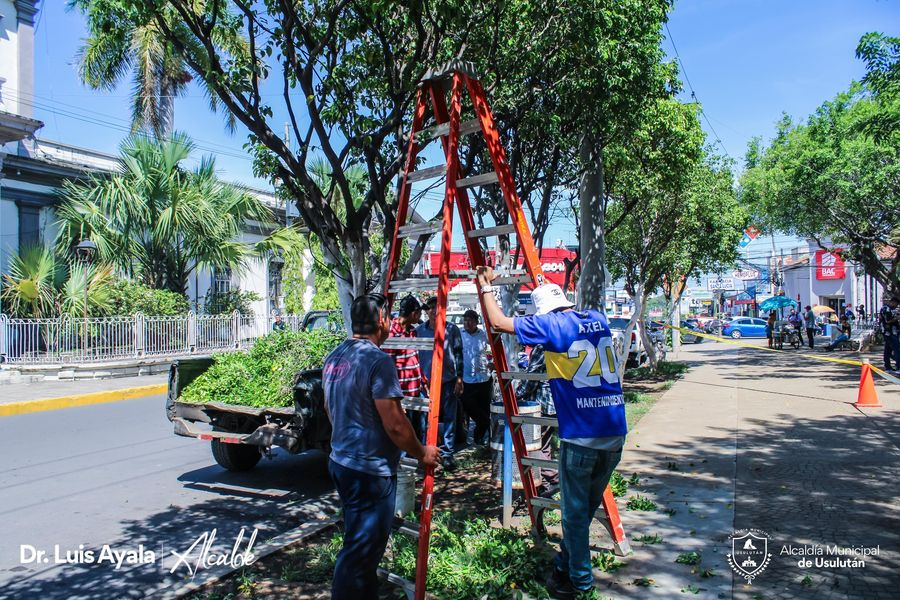 BAC
AXEL
20
MANTENIMIENTO
Dr. Luis Ayala
Alcalde
Alcaldía Municipal
de Usulután